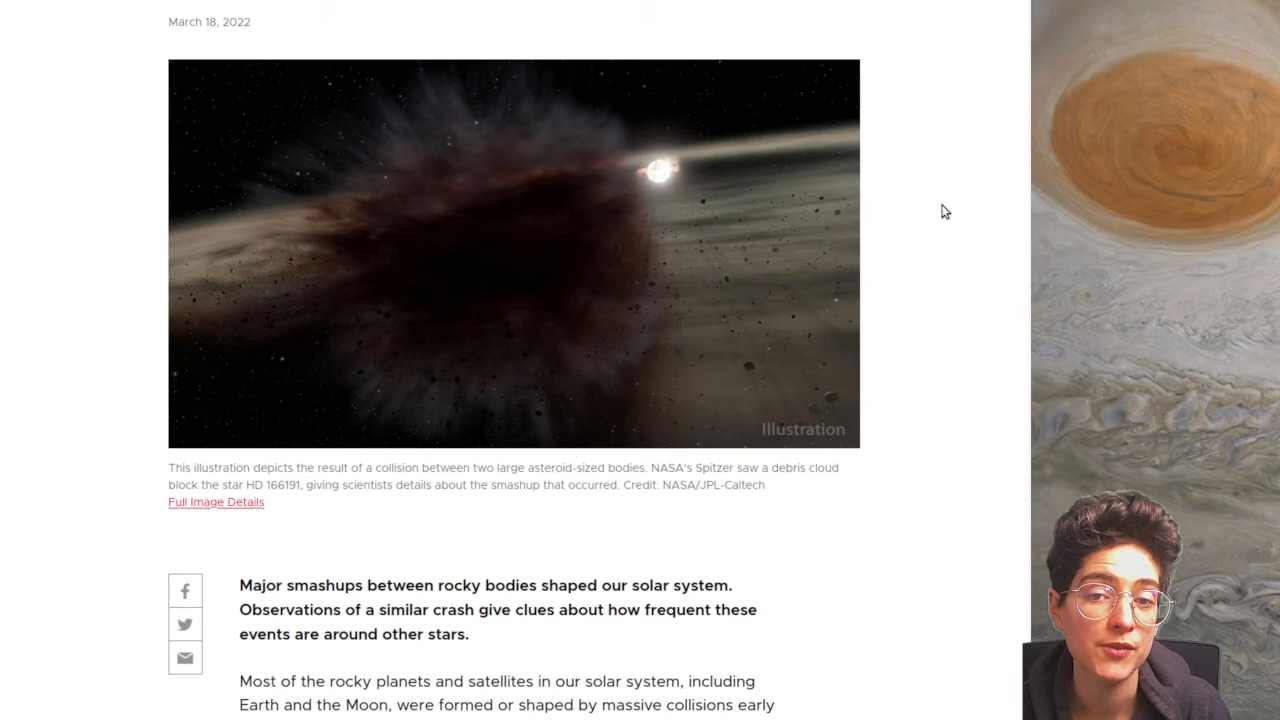 March 18, 2022
Illustration
This illustration depicts the result of a collision between two large asteroid-sized bodies. NASA's Spitzer saw a debris cloud
block the star HD 166191, giving scientists details about the smashup that occurred. Credit: NASA/JPL-Caltech
Full Image Details
Major smashups between rocky bodies shaped our solar system.
Observations of a similar crash give clues about how frequent these
events are around other stars.
Most of the rocky planets and satellites in our solar system, including
Earth and the Moon, were formed or shaped by massive collisions early